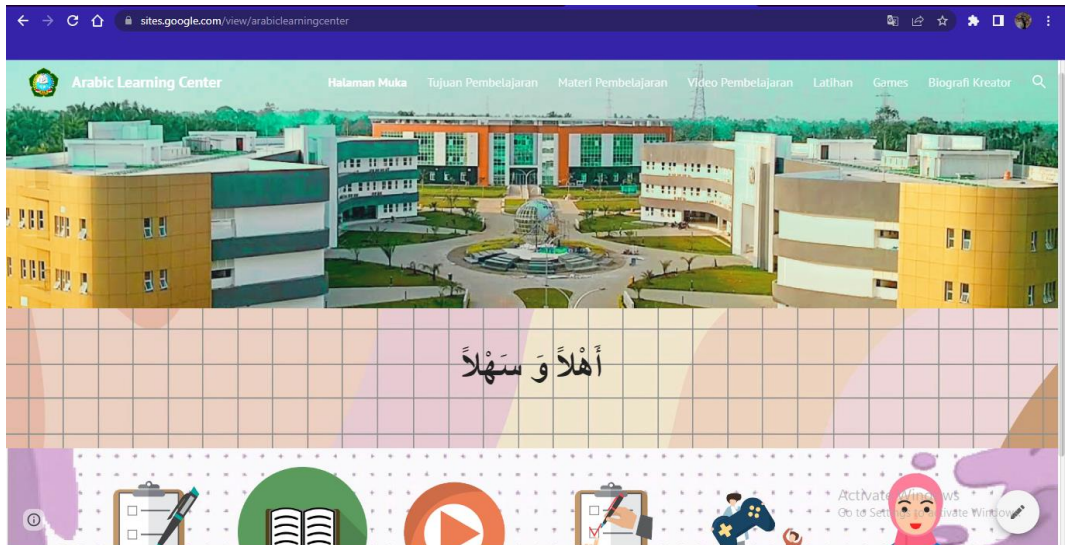 sites.google.com/view/arabiclearningcenter
Arabic Learning Center
Halaman Muka
Tujuan Pembelajaran
Materi Pembelajaran
Video Pembelajaran
Latihan
Games
Biografi Kreator
أَهْلاً وَ سَهْلاً
Activate Windows
Go to Settings to activate Windows.